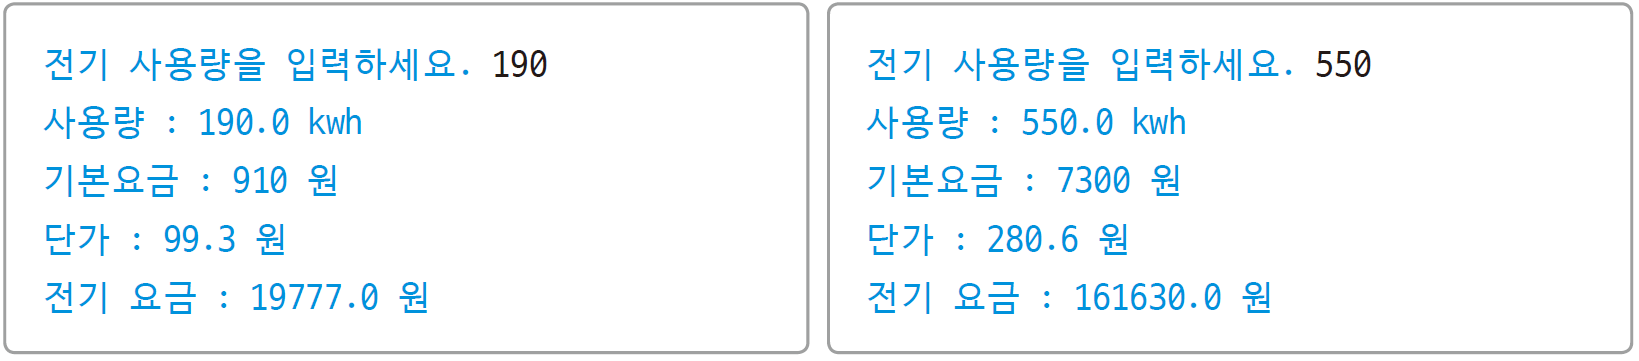 전기 사용량을 입력하세요. 190
사용량 : 190.0 kwh
기본요금 : 910 원
단가 : 99.3 원
전기 요금 : 19777.0 원
전기 사용량을 입력하세요. 550
사용량 : 550.0 kwh
기본요금 : 7300 원
단가 : 280.6 원
전기 요금 : 161630.0 원